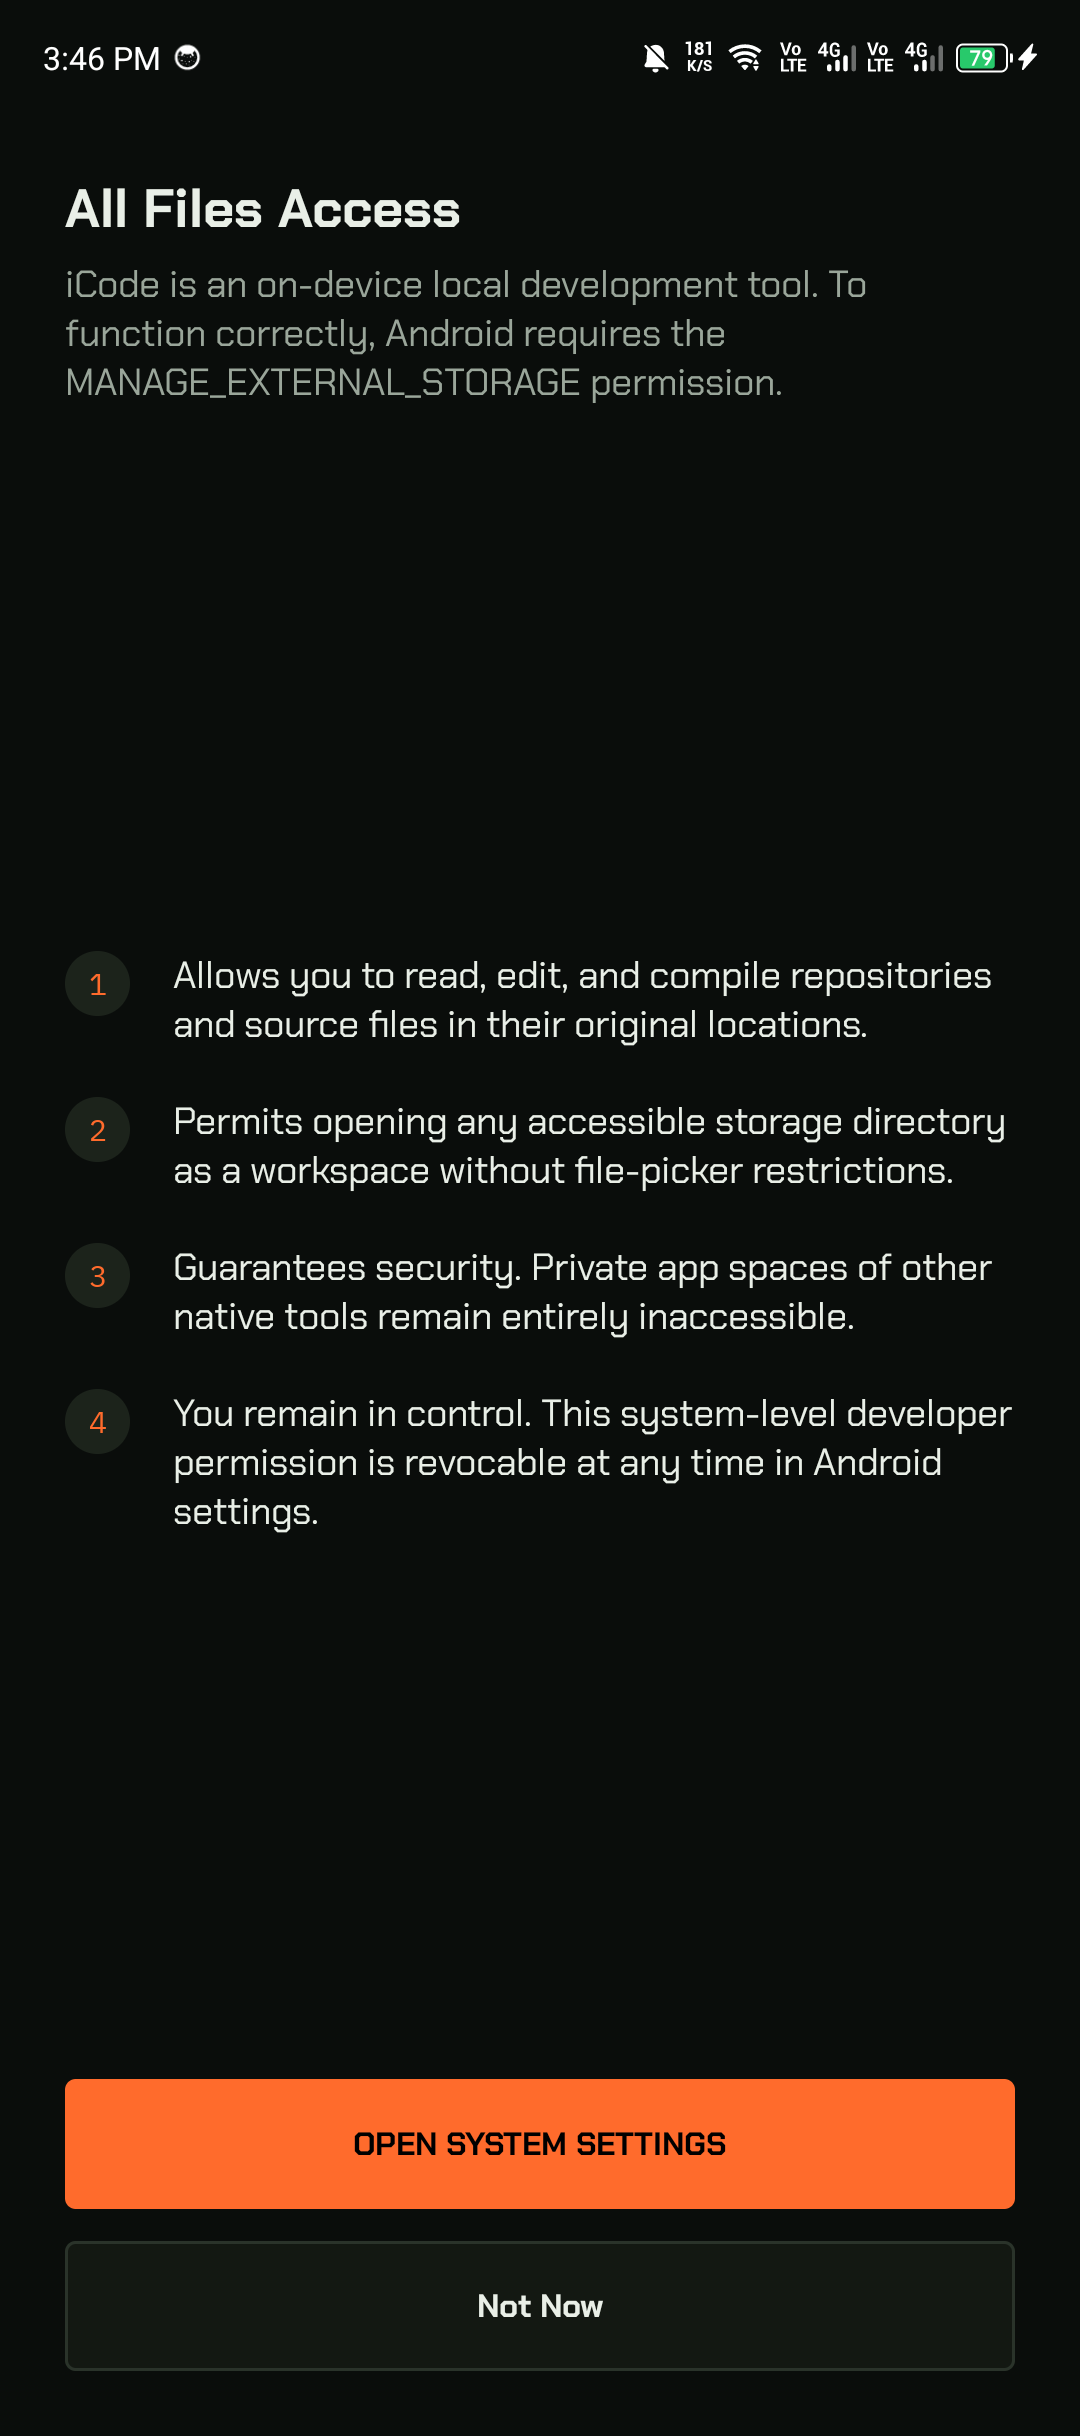 3:46 PM
181
K/S
Vo
LTE
4G
Vo
LTE
4G
79
All Files Access
iCode is an on-device local development tool. To
function correctly, Android requires the
MANAGE_EXTERNAL_STORAGE permission.
1
Allows you to read, edit, and compile repositories
and source files in their original locations.
2
Permits opening any accessible storage directory
as a workspace without file-picker restrictions.
3
Guarantees security. Private app spaces of other
native tools remain entirely inaccessible.
4
You remain in control. This system-level developer
permission is revocable at any time in Android
settings.
OPEN SYSTEM SETTINGS
Not Now